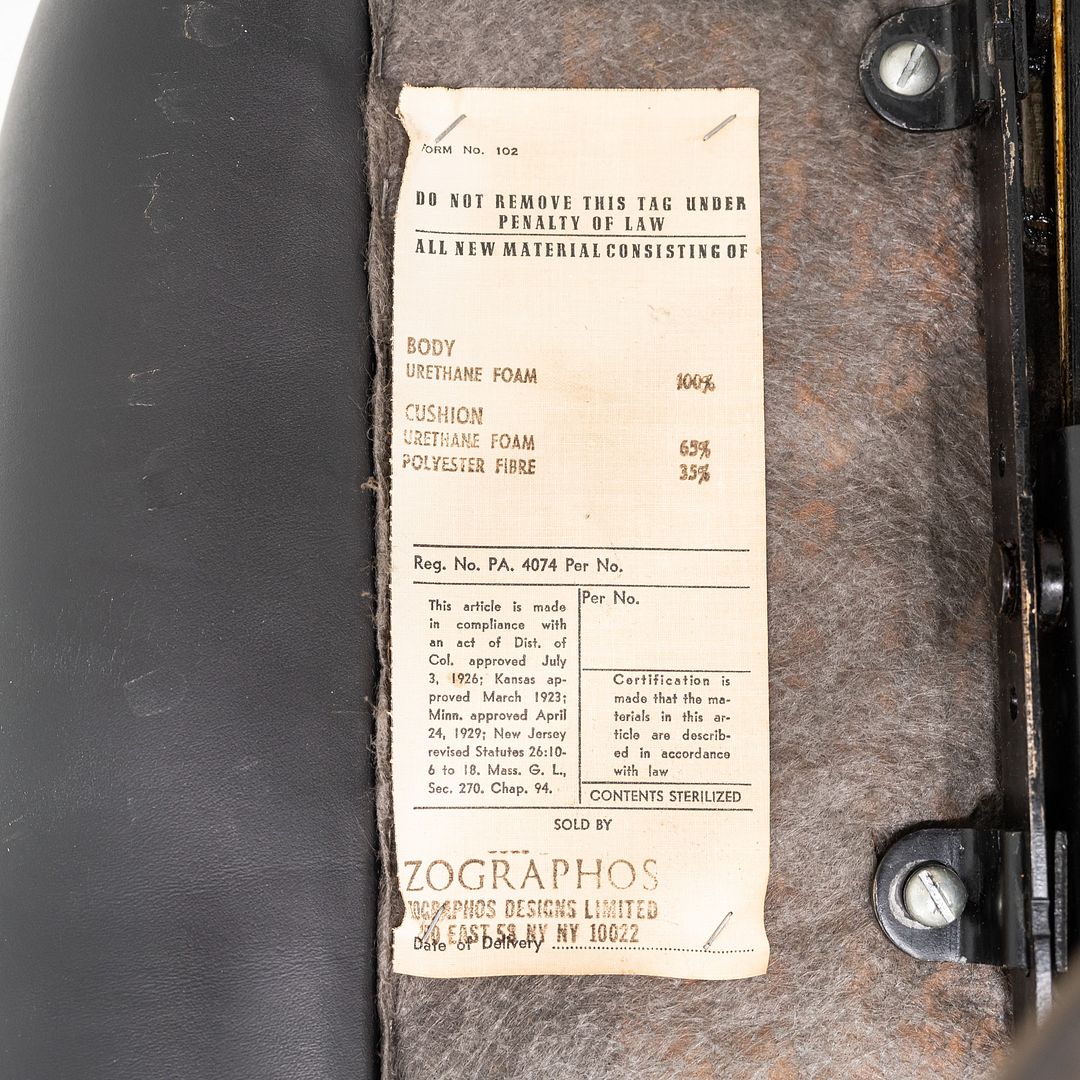 FORM No. 102
DO NOT REMOVE THIS TAG UNDER
PENALTY OF LAW
ALL NEW MATERIAL CONSISTING OF
BODY
URETHANE FOAM 100%
CUSHION
URETHANE FOAM 65%
POLYESTER FIBRE 35%
Reg. No. PA. 4074 Per No.
This article is made
in compliance with
an act of Dist. of
Col. approved July
3, 1926; Kansas ap-
proved March 1923;
Minn. approved April
24, 1929; New Jersey
revised Statutes 26:10-
6 to 18. Mass. G. L.,
Sec. 270. Chap. 94.
Per No.
Certification is
made that the ma-
terials in this ar-
ticle are describ-
ed in accordance
with law
CONTENTS STERILIZED
SOLD BY
ZOGRAPHOS
ZOGRAPHOS DESIGNS LIMITED
EAST 58 NY NY 10022
Date of Delivery